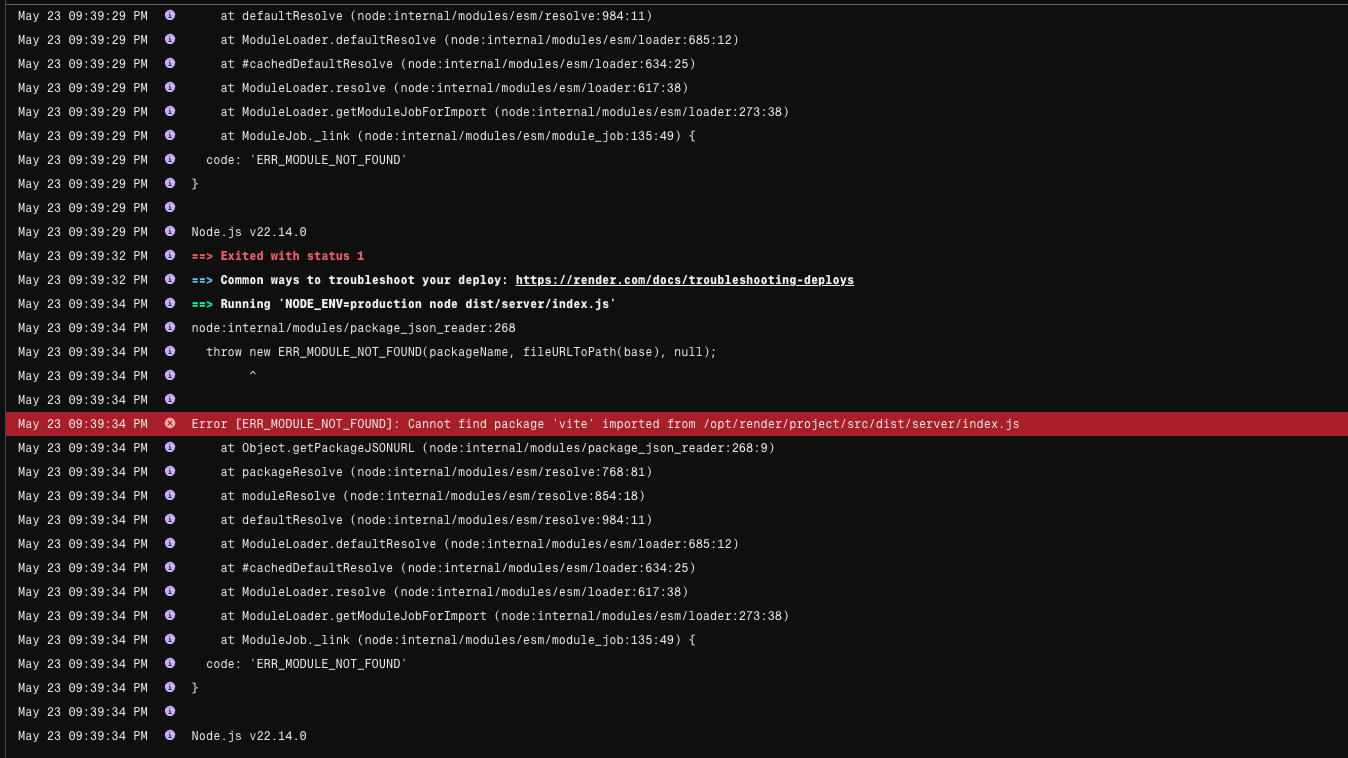 May 23 09:39:29 PM at defaultResolve (node:internal/modules/esm/resolve:984:11)
May 23 09:39:29 PM at ModuleLoader.defaultResolve (node:internal/modules/esm/loader:685:12)
May 23 09:39:29 PM at #cachedDefaultResolve (node:internal/modules/esm/loader:634:25)
May 23 09:39:29 PM at ModuleLoader.resolve (node:internal/modules/esm/loader:617:38)
May 23 09:39:29 PM at ModuleLoader.getModuleJobForImport (node:internal/modules/esm/loader:273:38)
May 23 09:39:29 PM at ModuleJob._link (node:internal/modules/esm/module_job:135:49) {
May 23 09:39:29 PM code: 'ERR_MODULE_NOT_FOUND'
May 23 09:39:29 PM }
May 23 09:39:29 PM
May 23 09:39:29 PM Node.js v22.14.0
May 23 09:39:32 PM ==> Exited with status 1
May 23 09:39:32 PM ==> Common ways to troubleshoot your deploy: https://render.com/docs/troubleshooting-deploys
May 23 09:39:34 PM ==> Running 'NODE_ENV=production node dist/server/index.js'
May 23 09:39:34 PM node:internal/modules/package_json_reader:268
May 23 09:39:34 PM throw new ERR_MODULE_NOT_FOUND(packageName, fileURLToPath(base), null);
May 23 09:39:34 PM ^
May 23 09:39:34 PM
May 23 09:39:34 PM Error [ERR_MODULE_NOT_FOUND]: Cannot find package 'vite' imported from /opt/render/project/src/dist/server/index.js
May 23 09:39:34 PM at Object.getPackageJSONURL (node:internal/modules/package_json_reader:268:9)
May 23 09:39:34 PM at packageResolve (node:internal/modules/esm/resolve:768:81)
May 23 09:39:34 PM at moduleResolve (node:internal/modules/esm/resolve:854:18)
May 23 09:39:34 PM at defaultResolve (node:internal/modules/esm/resolve:984:11)
May 23 09:39:34 PM at ModuleLoader.defaultResolve (node:internal/modules/esm/loader:685:12)
May 23 09:39:34 PM at #cachedDefaultResolve (node:internal/modules/esm/loader:634:25)
May 23 09:39:34 PM at ModuleLoader.resolve (node:internal/modules/esm/loader:617:38)
May 23 09:39:34 PM at ModuleLoader.getModuleJobForImport (node:internal/modules/esm/loader:273:38)
May 23 09:39:34 PM at ModuleJob._link (node:internal/modules/esm/module_job:135:49) {
May 23 09:39:34 PM code: 'ERR_MODULE_NOT_FOUND'
May 23 09:39:34 PM }
May 23 09:39:34 PM
May 23 09:39:34 PM Node.js v22.14.0